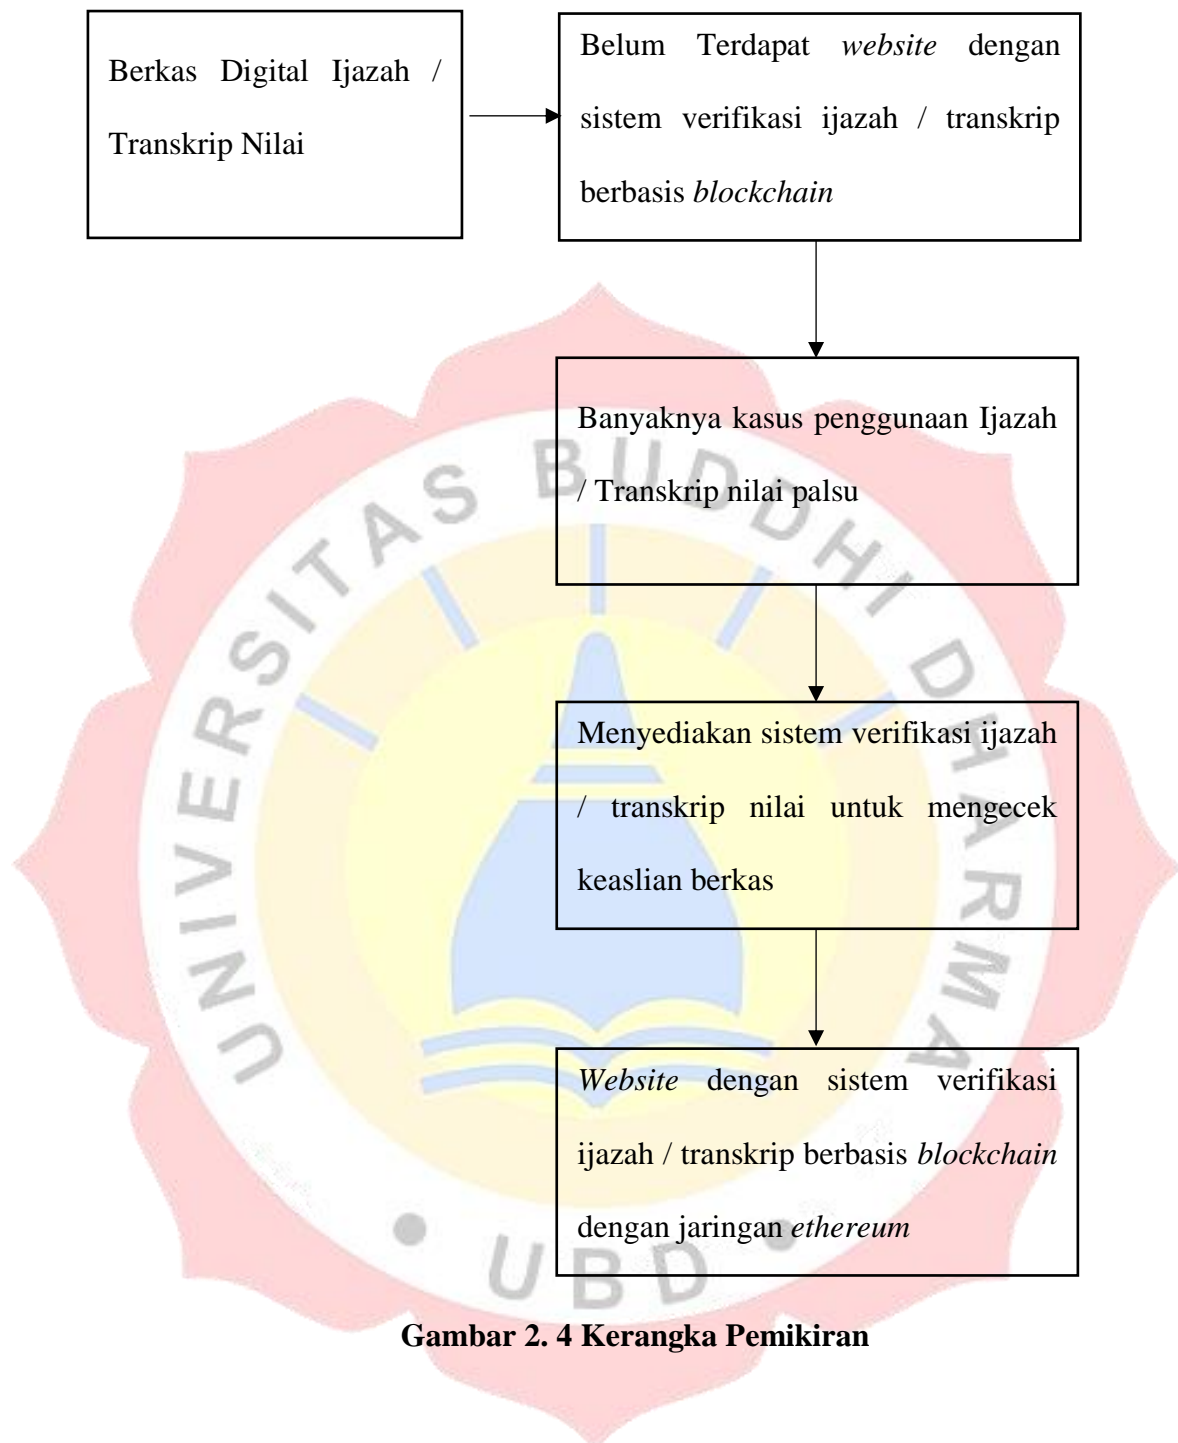 Berkas Digital Ijazah /
Transkrip Nilai
Belum Terdapat website dengan
sistem verifikasi ijazah / transkrip
berbasis blockchain
Banyaknya kasus penggunaan Ijazah
/ Transkrip nilai palsu
Menyediakan sistem verifikasi ijazah
/ transkrip nilai untuk mengecek
keaslian berkas
Website dengan sistem verifikasi
ijazah / transkrip berbasis blockchain
dengan jaringan ethereum
UNIVERSITAS BUDDHI DHARMA
• UBD •
Gambar 2. 4 Kerangka Pemikiran